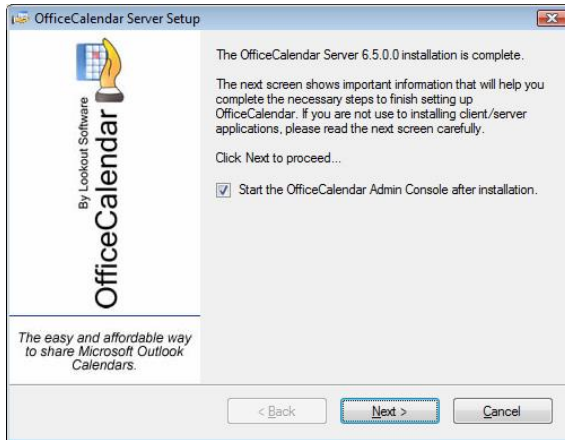 OfficeCalendar Server Setup
By Lookout Software
OfficeCalendar
The easy and affordable way
to share Microsoft Outlook
Calendars.
The OfficeCalendar Server 6.5.0.0 installation is complete.
The next screen shows important information that will help you
complete the necessary steps to finish setting up
OfficeCalendar. If you are not use to installing client/server
applications, please read the next screen carefully.
Click Next to proceed...
Start the OfficeCalendar Admin Console after installation.
< Back
Next >
Cancel